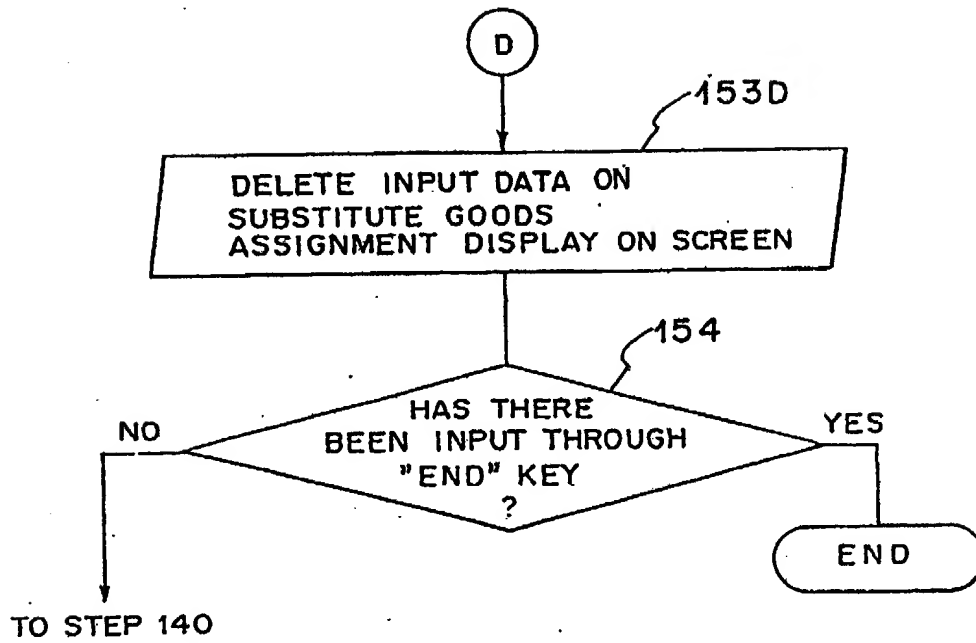 D
153D
DELETE INPUT DATA ON
SUBSTITUTE GOODS
ASSIGNMENT DISPLAY ON SCREEN
154
HAS THERE
BEEN INPUT THROUGH
"END" KEY
?
NO
YES
END
TO STEP 140